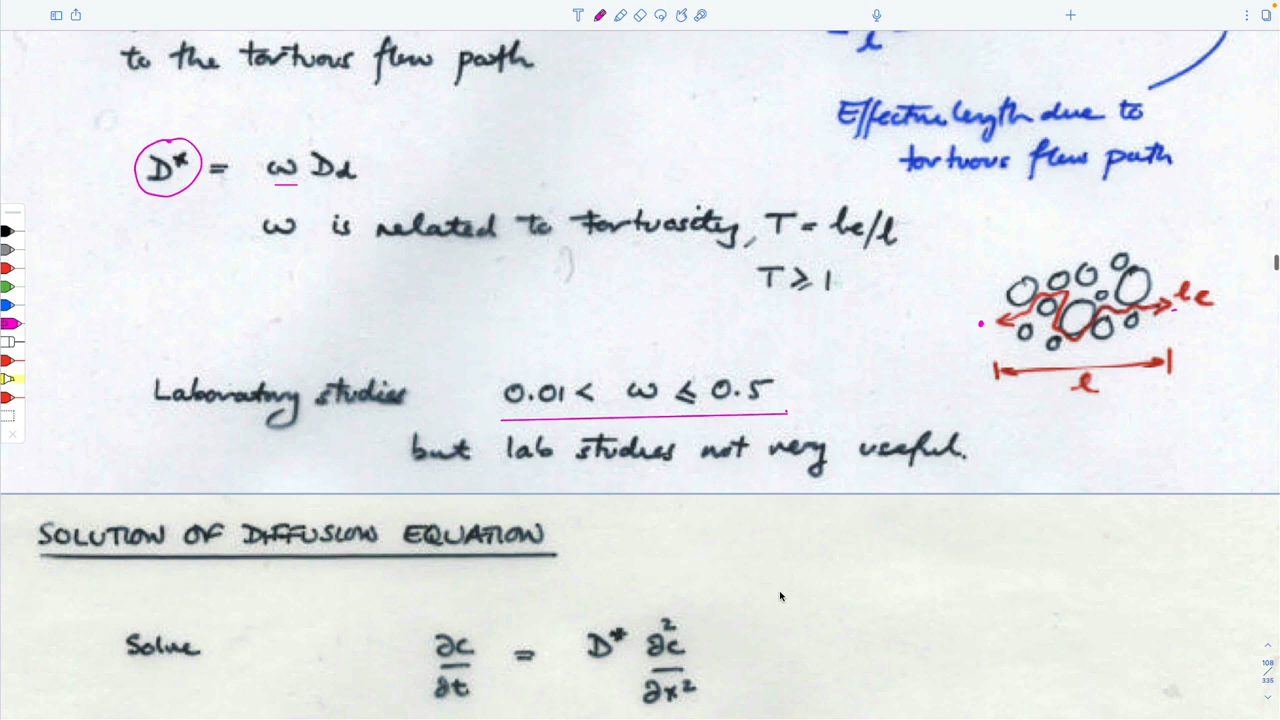 to the tortuous flow path
l
Effective length due to
tortuous flow path
D* = ω Dd
ω is related to tortuosity, T = le/l
T ≥ 1
le
l
Laboratory studies 0.01 < ω ≤ 0.5
but lab studies not very useful.
SOLUTION OF DIFFUSION EQUATION
Solve ∂c/∂t = D* ∂²c/∂x²
108
335